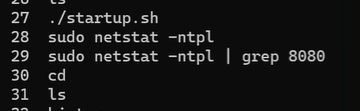 27 ./startup.sh
28 sudo netstat -ntpl
29 sudo netstat -ntpl | grep 8080
30 cd
31 ls